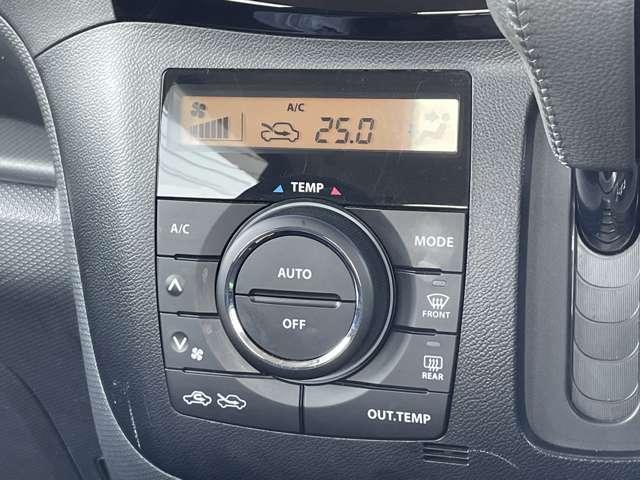 A/C
25.0
TEMP
A/C
MODE
AUTO
OFF
FRONT
REAR
OUT.TEMP